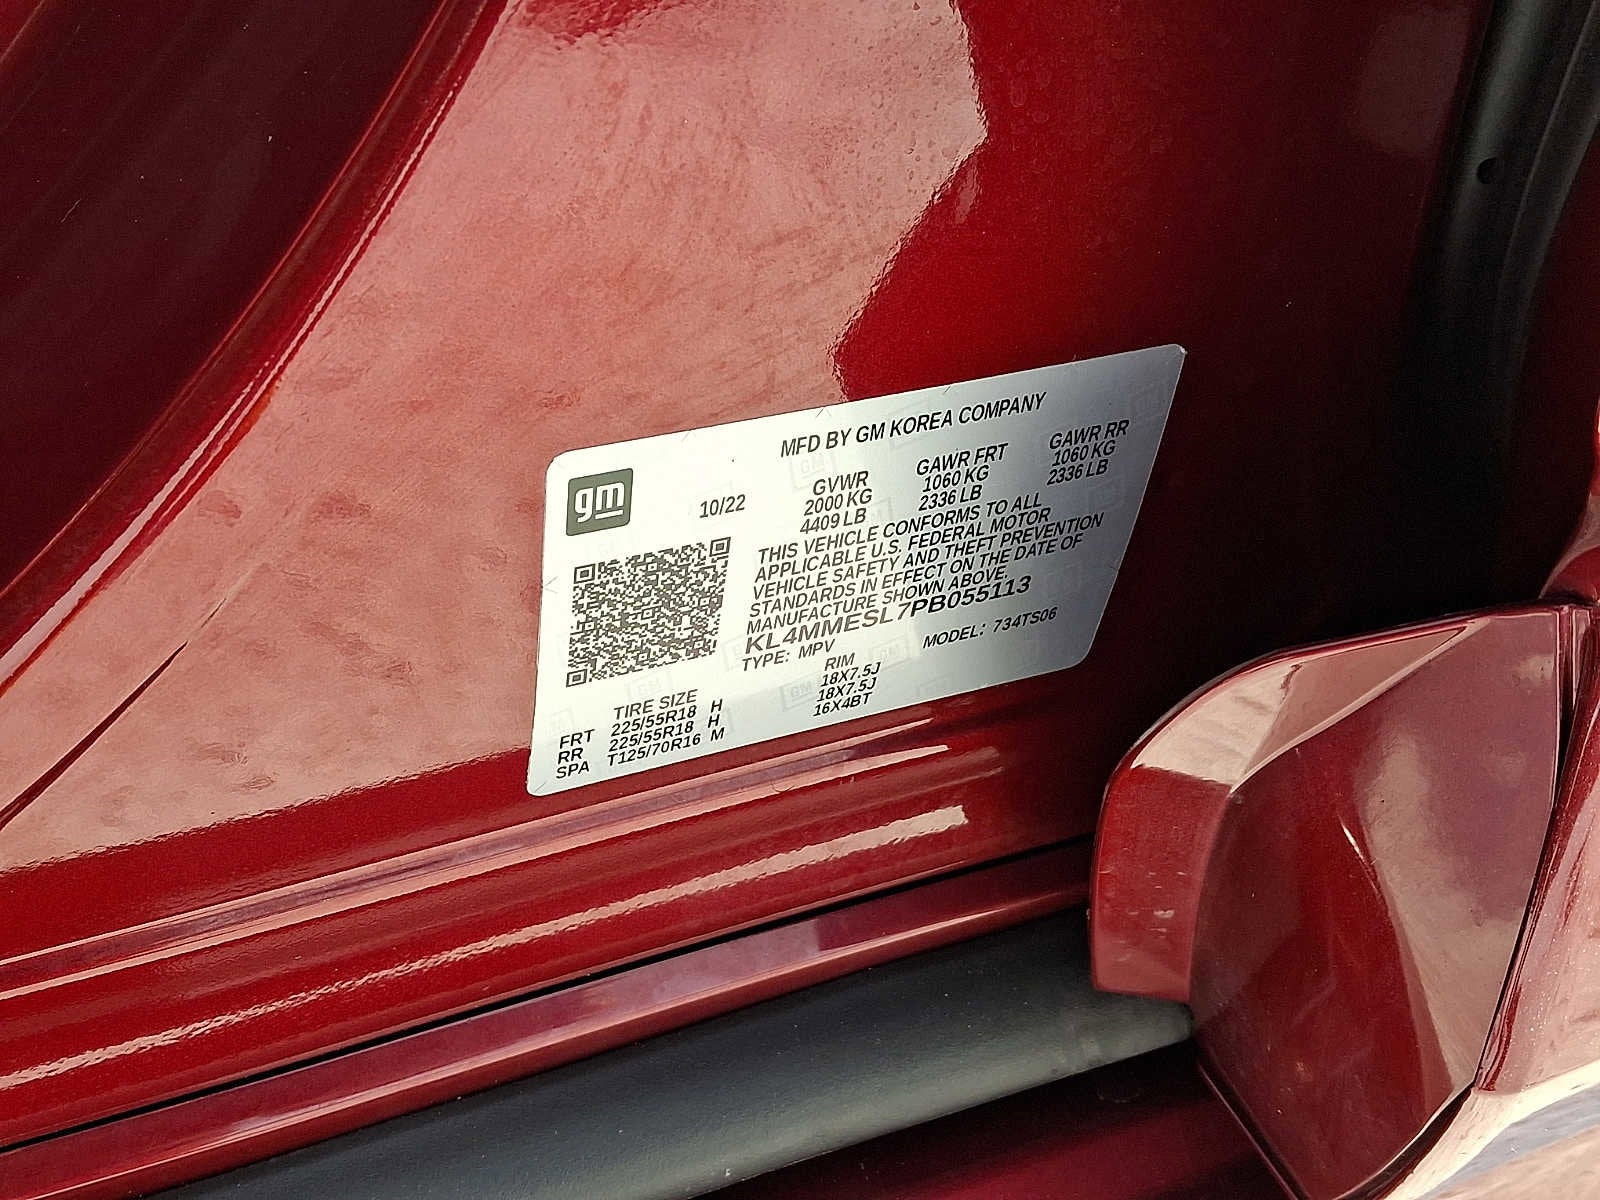 MFD BY GM KOREA COMPANY
gm
10/22
GVWR GAWR FRT GAWR RR
2000 KG 1060 KG 1060 KG
4409 LB 2336 LB 2336 LB
THIS VEHICLE CONFORMS TO ALL
APPLICABLE U.S. FEDERAL MOTOR
VEHICLE SAFETY AND THEFT PREVENTION
STANDARDS IN EFFECT ON THE DATE OF
MANUFACTURE SHOWN ABOVE.
KL4MMESL7PB055113
TYPE: MPV MODEL: 734TS06
TIRE SIZE RIM
FRT 225/55R18 H 18X7.5J
RR 225/55R18 H 18X7.5J
SPA T125/70R16 M 16X4BT